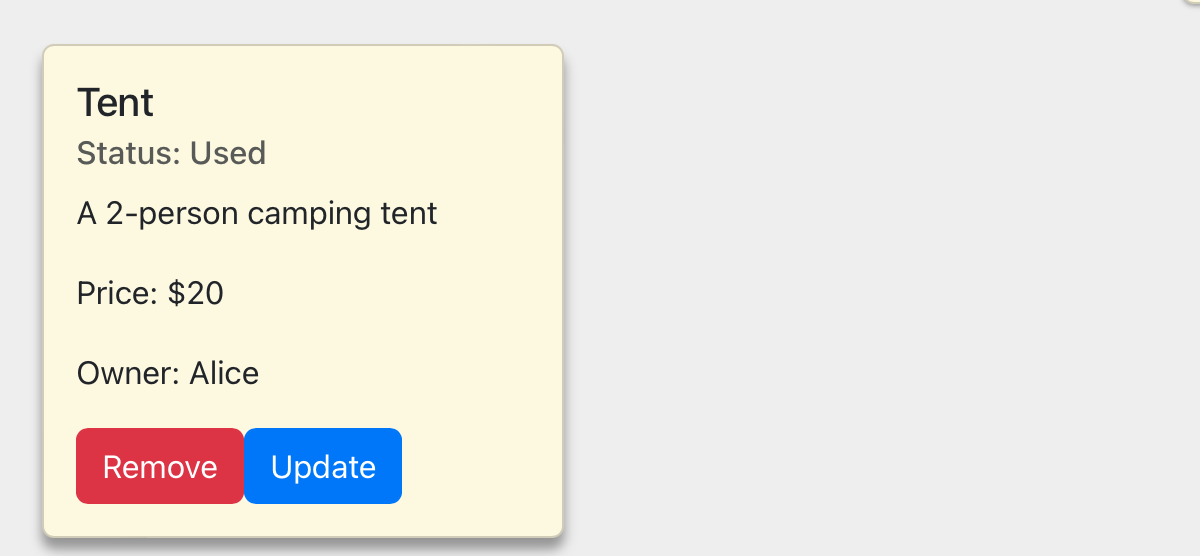 Tent
Status: Used
A 2-person camping tent
Price: $20
Owner: Alice
Remove Update